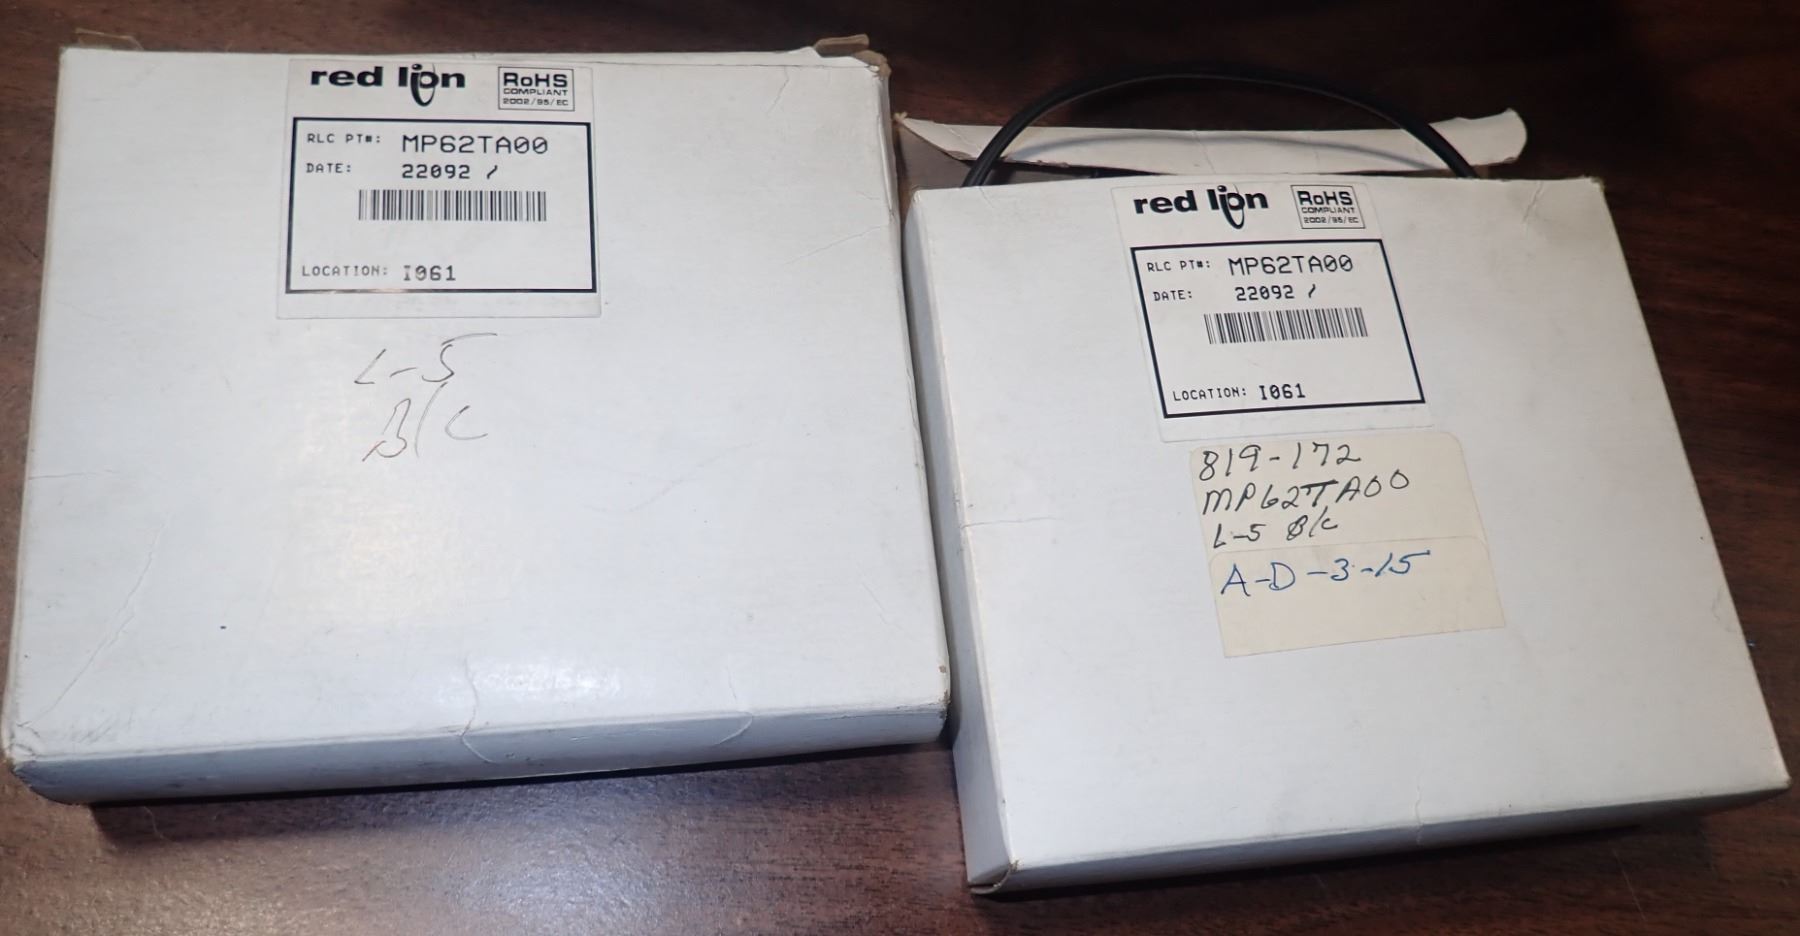 red lion
RoHS
COMPLIANT
2002/95/EC
RLC PT#: MP62TA00
DATE: 22092 /
LOCATION: I061
L-5
B/C
red lion
RoHS
COMPLIANT
2002/95/EC
RLC PT#: MP62TA00
DATE: 22092 /
LOCATION: I061
819-172
MP62TA00
L-5 B/C
A-D-3-15